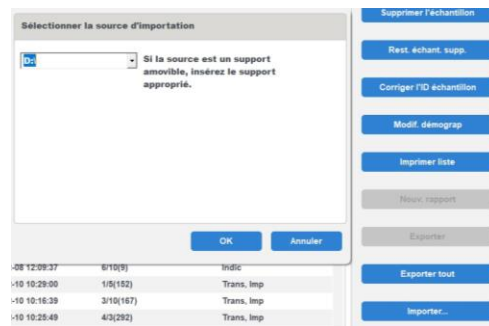 Sélectionner la source d'importation
D:\
Si la source est un support
amovible, insérez le support
approprié.
OK
Annuler
Supprimer l'échantillon
Rest. échant. supp.
Corriger l'ID échantillon
Modif. démograp
Imprimer liste
Nouv. rapport
Exporter
Exporter tout
Importer...
-08 12:09:37 6/10(9) Indic
-10 10:29:00 1/5(152) Trans, Imp
-10 10:16:39 3/10(167) Trans, Imp
-10 10:25:49 4/3(292) Trans, Imp